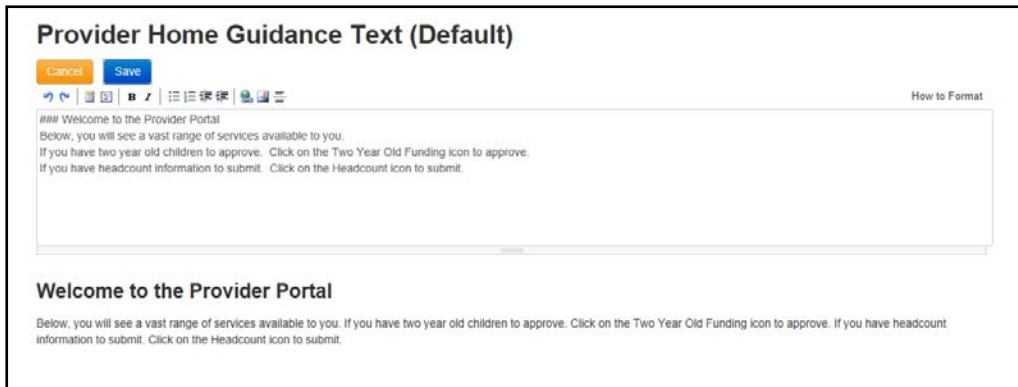 Provider Home Guidance Text (Default)
Cancel Save
B I How to Format
### Welcome to the Provider Portal
Below, you will see a vast range of services available to you.
If you have two year old children to approve.  Click on the Two Year Old Funding icon to approve.
If you have headcount information to submit.  Click on the Headcount icon to submit.
Welcome to the Provider Portal
Below, you will see a vast range of services available to you. If you have two year old children to approve. Click on the Two Year Old Funding icon to approve. If you have headcount
information to submit. Click on the Headcount icon to submit.